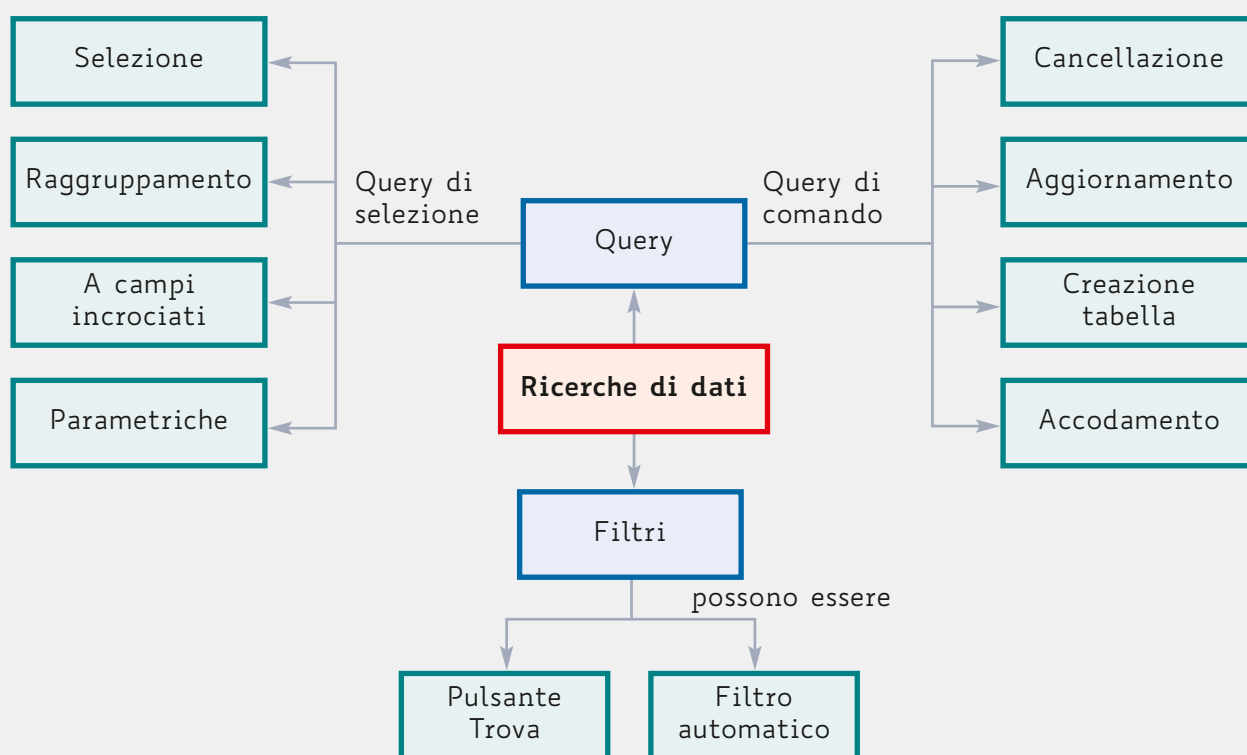 Selezione
Raggruppamento
A campi
incrociati
Parametriche
Query di
selezione
Query
Query di
comando
Cancellazione
Aggiornamento
Creazione
tabella
Accodamento
Ricerche di dati
Filtri
possono essere
Pulsante
Trova
Filtro
automatico